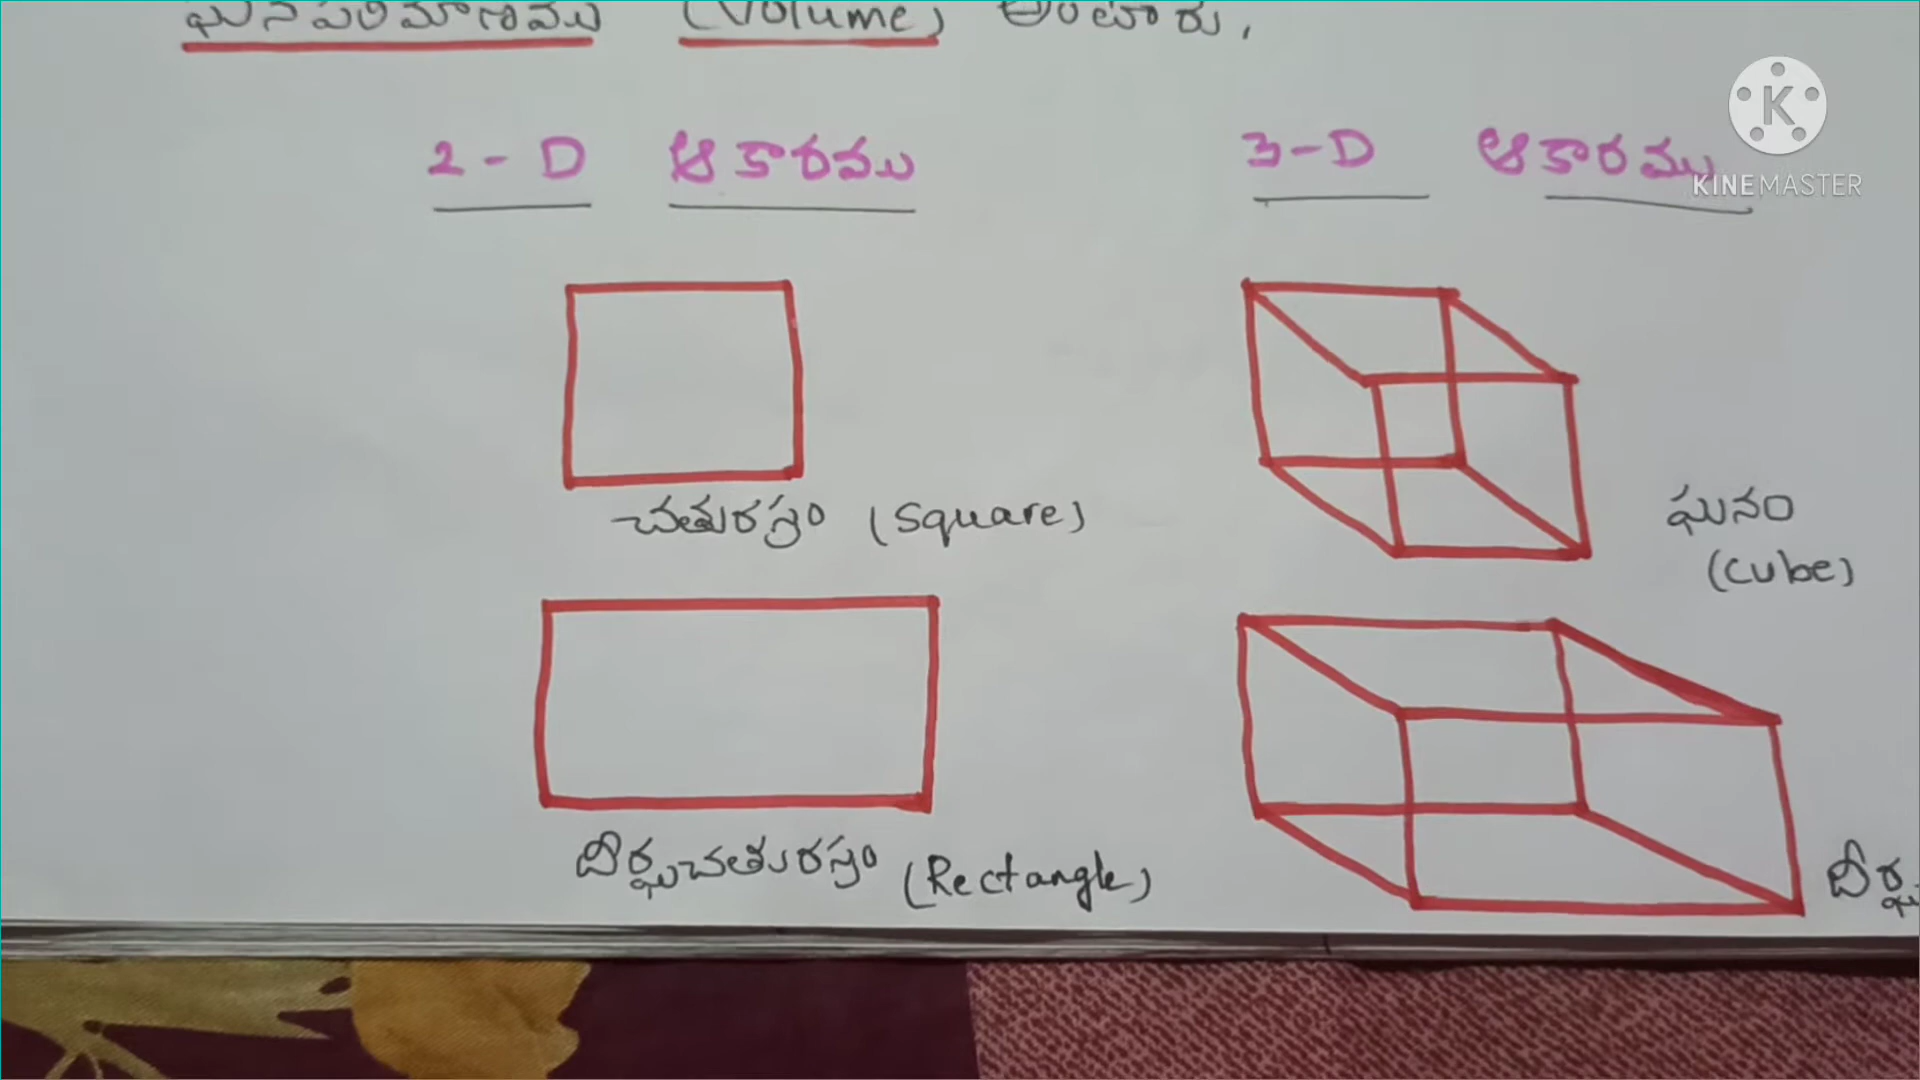 ఘనపరిమాణము (Volume) అంటారు.
2-D ఆకారము
3-D ఆకారము
K
KINEMASTER
చతురస్రం (Square)
ఘనం
(Cube)
దీర్ఘచతురస్రం (Rectangle)
దీర్ఘ